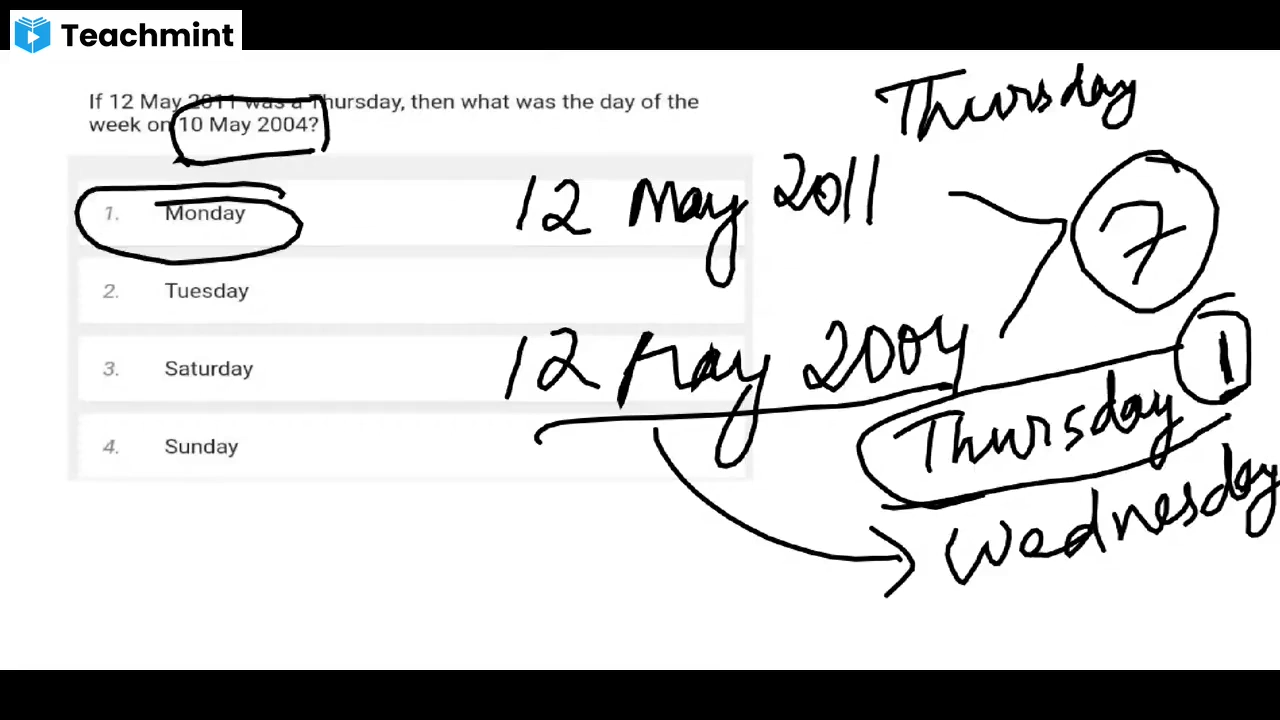 Teachmint
If 12 May 2011 was a Thursday, then what was the day of the
week on 10 May 2004?
1. Monday
2. Tuesday
3. Saturday
4. Sunday
Thursday
12 May 2011
7
12 May 2004
1
Thursday
Wednesday